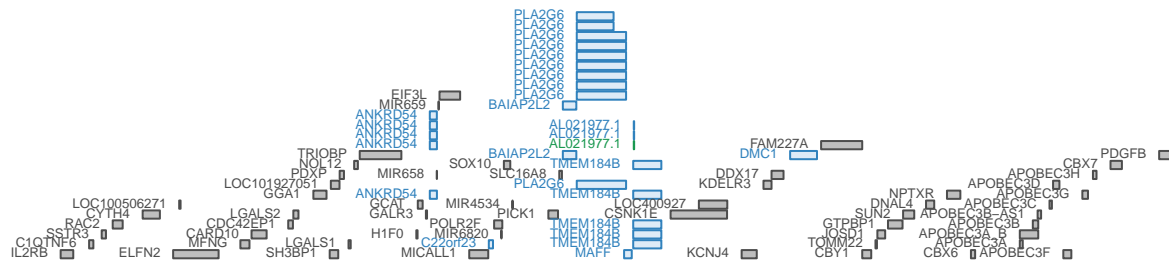 PLA2G6
PLA2G6
PLA2G6
PLA2G6
PLA2G6
PLA2G6
PLA2G6
PLA2G6
EIF3L PLA2G6
MIR659 BAIAP2L2
ANKRD54
ANKRD54 AL021977.1
ANKRD54 AL021977.1
ANKRD54 AL021977.1 FAM227A
TRIOBP BAIAP2L2 DMC1 PDGFB
NOL12 SOX10 TMEM184B CBX7
PDXP MIR658 SLC16A8 DDX17 APOBEC3H
LOC101927051 PLA2G6 KDELR3 APOBEC3D
GGA1 ANKRD54 TMEM184B NPTXR APOBEC3G
LOC100506271 GCAT MIR4534 LOC400927 DNAL4 APOBEC3C
CYTH4 LGALS2 GALR3 PICK1 CSNK1E SUN2 APOBEC3B−AS1
RAC2 CDC42EP1 POLR2F TMEM184B GTPBP1 APOBEC3B
SSTR3 CARD10 H1F0 MIR6820 TMEM184B JOSD1 APOBEC3A_B
C1QTNF6 MFNG LGALS1 C22orf23 TMEM184B TOMM22 APOBEC3A
IL2RB ELFN2 SH3BP1 MICALL1 MAFF KCNJ4 CBY1 CBX6 APOBEC3F